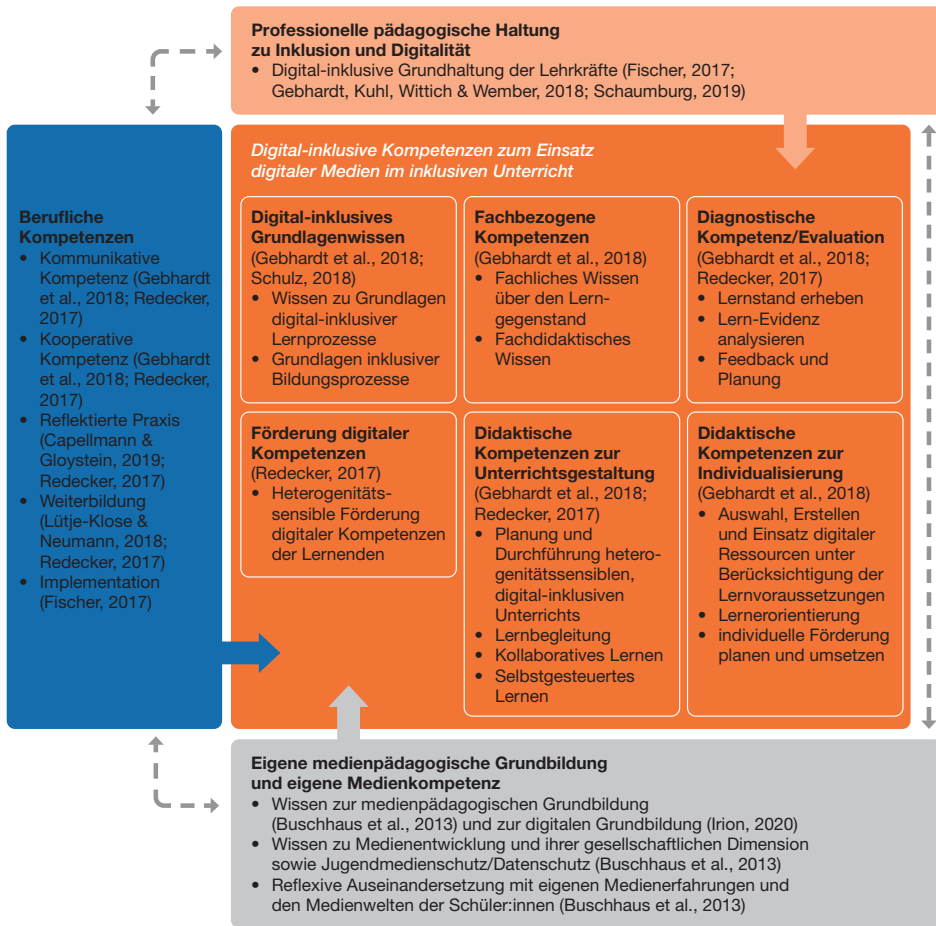 Professionelle pädagogische Haltung
zu Inklusion und Digitalität
• Digital-inklusive Grundhaltung der Lehrkräfte (Fischer, 2017;
Gebhardt, Kuhl, Wittich & Wember, 2018; Schaumburg, 2019)
Berufliche
Kompetenzen
• Kommunikative
Kompetenz (Gebhardt
et al., 2018; Redecker,
2017)
• Kooperative
Kompetenz (Gebhardt
et al., 2018; Redecker,
2017)
• Reflektierte Praxis
(Capellmann &
Gloystein, 2019;
Redecker, 2017)
• Weiterbildung
(Lütje-Klose &
Neumann, 2018;
Redecker, 2017)
• Implementation
(Fischer, 2017)
Digital-inklusive Kompetenzen zum Einsatz
digitaler Medien im inklusiven Unterricht
Digital-inklusives
Grundlagenwissen
(Gebhardt et al., 2018;
Schulz, 2018)
• Wissen zu Grundlagen
digital-inklusiver
Lernprozesse
• Grundlagen inklusiver
Bildungsprozesse
Fachbezogene
Kompetenzen
(Gebhardt et al., 2018)
• Fachliches Wissen
über den Lern-
gegenstand
• Fachdidaktisches
Wissen
Diagnostische
Kompetenz/Evaluation
(Gebhardt et al., 2018;
Redecker, 2017)
• Lernstand erheben
• Lern-Evidenz
analysieren
• Feedback und
Planung
Förderung digitaler
Kompetenzen
(Redecker, 2017)
• Heterogenitäts-
sensible Förderung
digitaler Kompetenzen
der Lernenden
Didaktische
Kompetenzen zur
Unterrichtsgestaltung
(Gebhardt et al., 2018;
Redecker, 2017)
• Planung und
Durchführung hetero-
genitätssensiblen,
digital-inklusiven
Unterrichts
• Lernbegleitung
• Kollaboratives Lernen
• Selbstgesteuertes
Lernen
Didaktische
Kompetenzen zur
Individualisierung
(Gebhardt et al., 2018)
• Auswahl, Erstellen
und Einsatz digitaler
Ressourcen unter
Berücksichtigung der
Lernvoraussetzungen
• Lernerorientierung
• individuelle Förderung
planen und umsetzen
Eigene medienpädagogische Grundbildung
und eigene Medienkompetenz
• Wissen zur medienpädagogischen Grundbildung
(Buschhaus et al., 2013) und zur digitalen Grundbildung (Irion, 2020)
• Wissen zu Medienentwicklung und ihrer gesellschaftlichen Dimension
sowie Jugendmedienschutz/Datenschutz (Buschhaus et al., 2013)
• Reflexive Auseinandersetzung mit eigenen Medienerfahrungen und
den Medienwelten der Schüler:innen (Buschhaus et al., 2013)